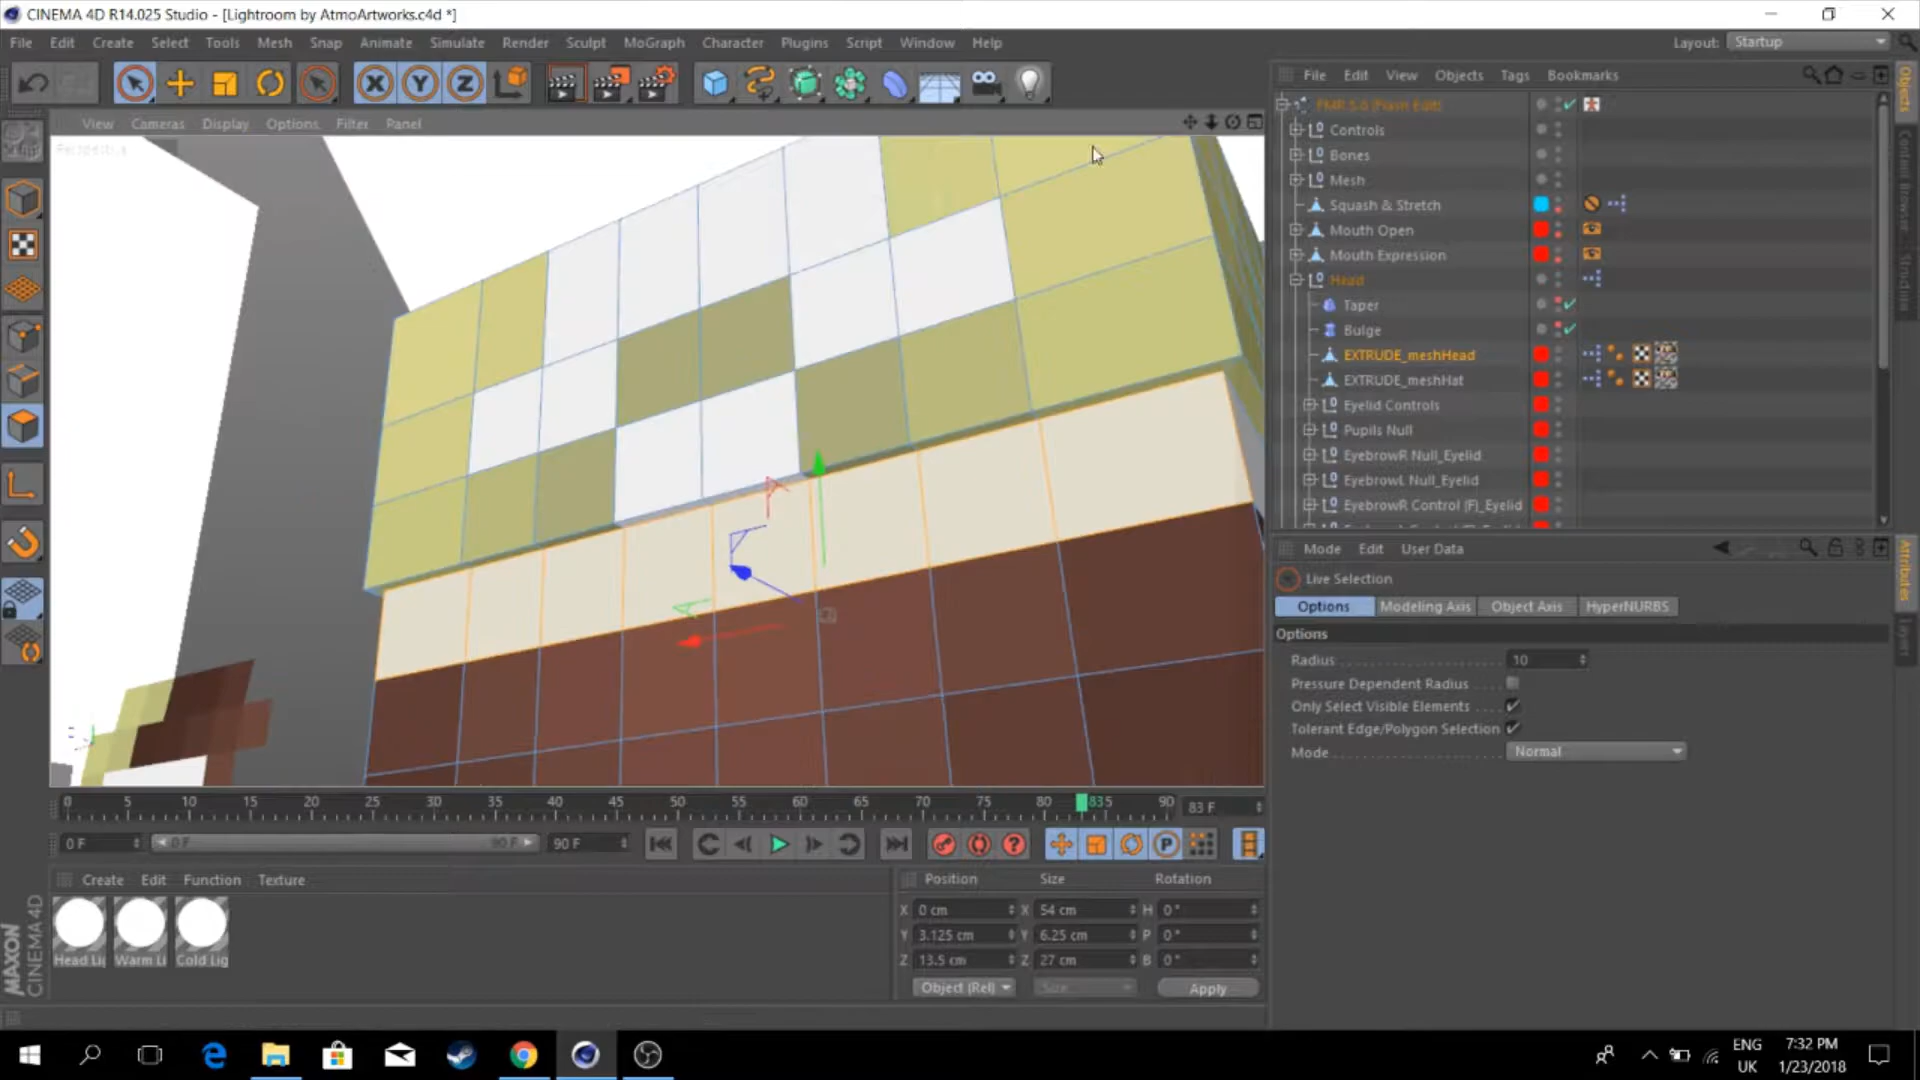 CINEMA 4D R14.025 Studio - [Lightroom by AtmoArtworks.c4d *]
File Edit Create Select Tools Mesh Snap Animate Simulate Render Sculpt MoGraph Character Plugins Script Window Help
Layout: Startup
File Edit View Objects Tags Bookmarks
View Cameras Display Options Filter Panel
Perspective
Controls
Bones
Mesh
Squash & Stretch
Mouth Open
Mouth Expression
Head
Taper
Bulge
EXTRUDE_meshHead
EXTRUDE_meshHat
Eyelid Controls
Pupils Null
EyebrowR Null_Eyelid
EyebrowL Null_Eyelid
EyebrowR Control (F)_Eyelid
Objects
Content Browser
Structure
Mode Edit User Data
Live Selection
Options Modeling Axis Object Axis HyperNURBS
Options
Radius 10
Pressure Dependent Radius
Only Select Visible Elements
Tolerant Edge/Polygon Selection
Mode Normal
Attributes
Layers
0 5 10 15 20 25 30 35 40 45 50 55 60 65 70 75 80 835 90 83 F
0 F 0 F 90 F 90 F
Create Edit Function Texture
Head Lig Warm Li Cold Lig
Position Size Rotation
X 0 cm X 54 cm H 0°
Y 3.125 cm Y 6.25 cm P 0°
Z 13.5 cm Z 27 cm B 0°
Object (Rel) Size Apply
MAXON
CINEMA 4D
ENG
UK
7:32 PM
1/23/2018